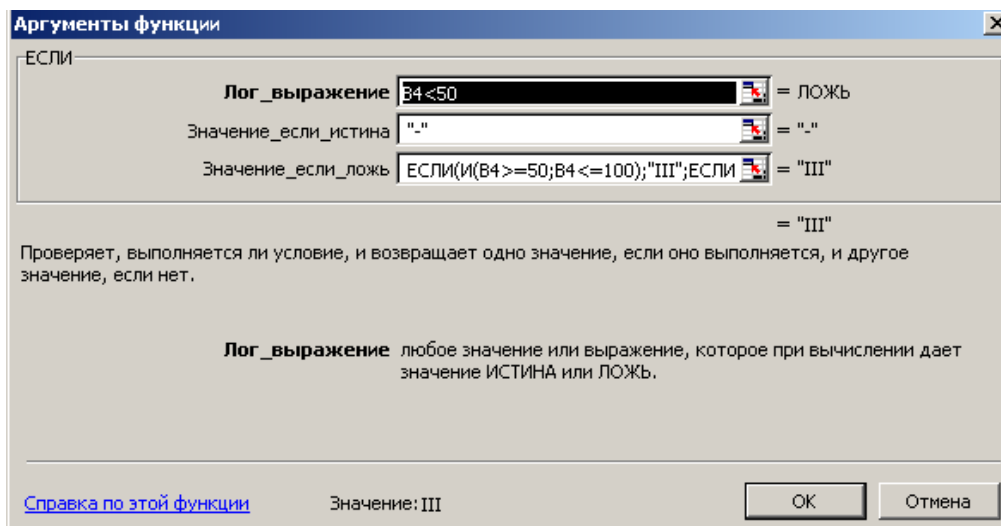 Аргументы функции
ЕСЛИ
Лог_выражение B4<50 = ЛОЖЬ
Значение_если_истина "-" = "-"
Значение_если_ложь ЕСЛИ(И(B4>=50;B4<=100);"III";ЕСЛИ = "III"
= "III"
Проверяет, выполняется ли условие, и возвращает одно значение, если оно выполняется, и другое
значение, если нет.
Лог_выражение любое значение или выражение, которое при вычислении дает
значение ИСТИНА или ЛОЖЬ.
Справка по этой функции Значение: III OK Отмена